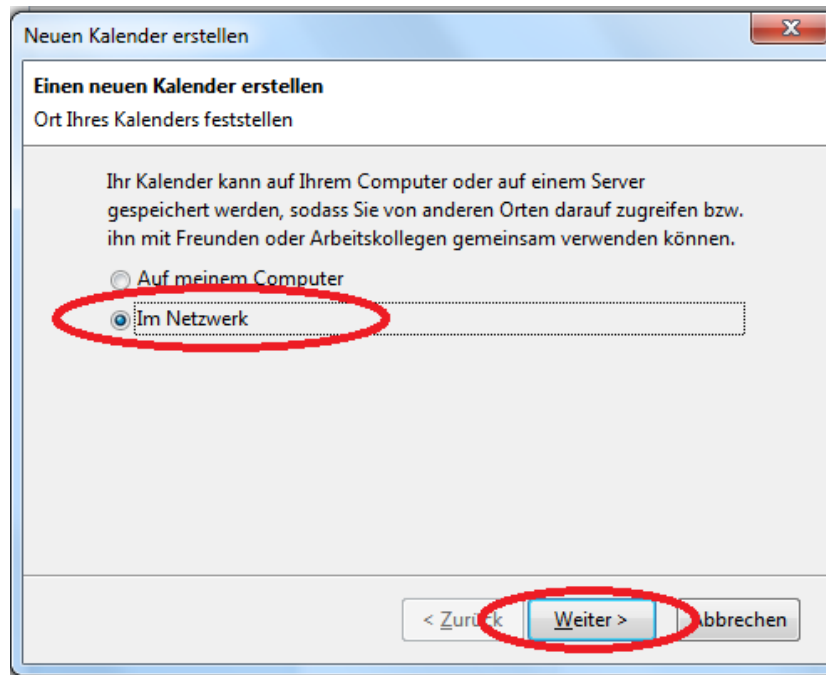 Neuen Kalender erstellen
Einen neuen Kalender erstellen
Ort Ihres Kalenders feststellen
Ihr Kalender kann auf Ihrem Computer oder auf einem Server
gespeichert werden, sodass Sie von anderen Orten darauf zugreifen bzw.
ihn mit Freunden oder Arbeitskollegen gemeinsam verwenden können.
Auf meinem Computer
Im Netzwerk
< Zurück Weiter > Abbrechen